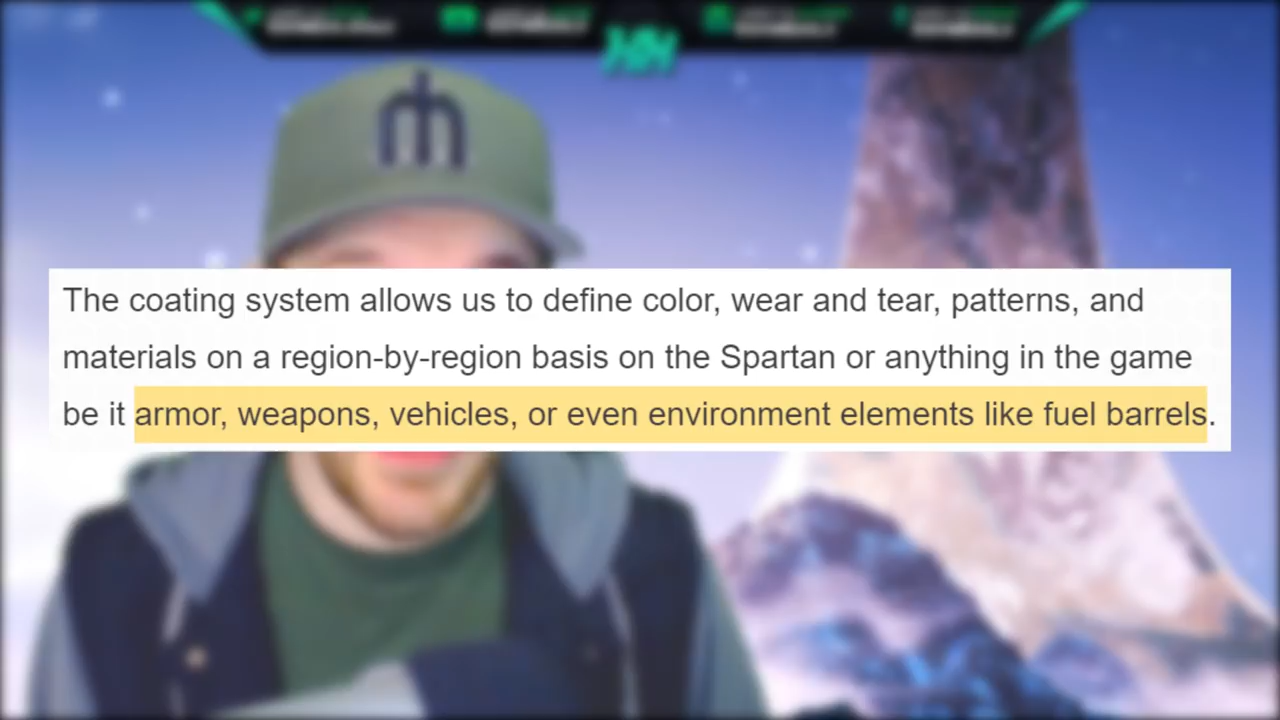 The coating system allows us to define color, wear and tear, patterns, and
materials on a region-by-region basis on the Spartan or anything in the game
be it armor, weapons, vehicles, or even environment elements like fuel barrels.